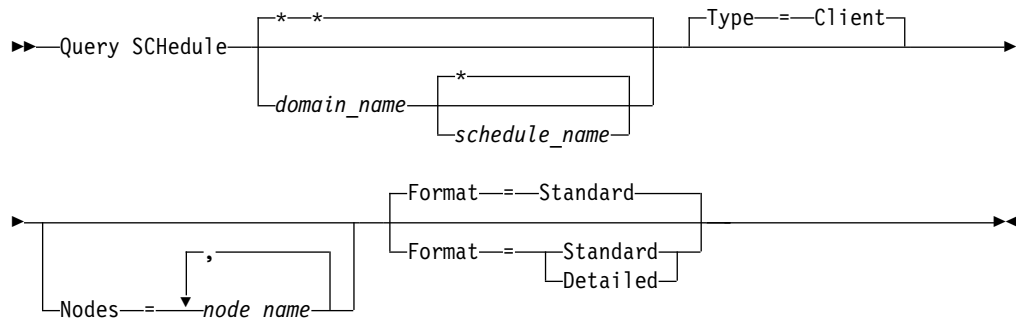 * * Type = Client
Query SCHedule
*
domain_name
schedule_name
Format = Standard
,
Format = Standard
Detailed
Nodes = node name